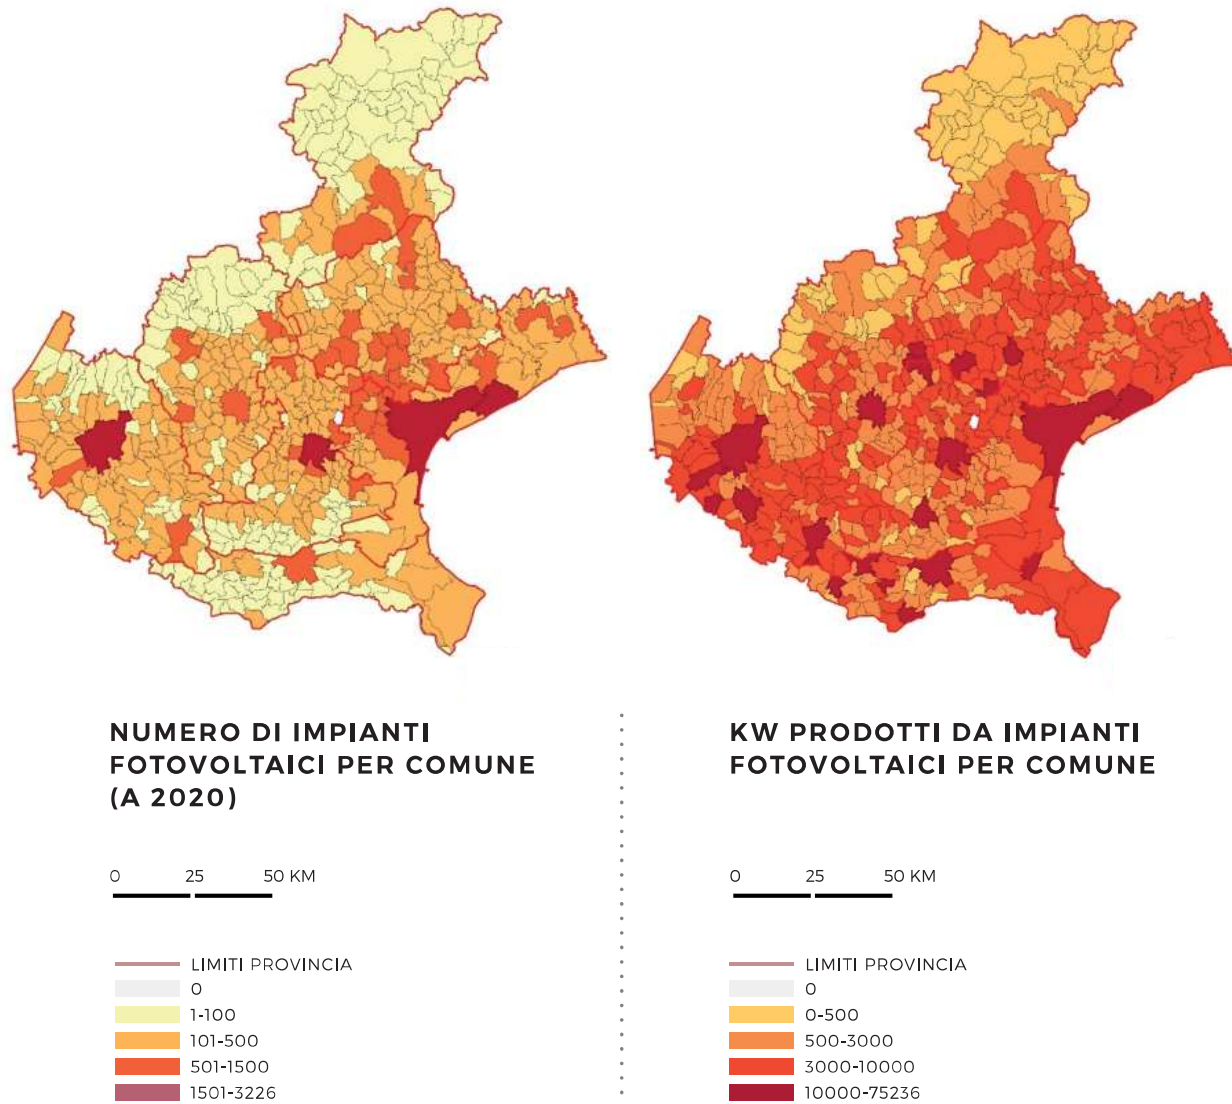 NUMERO DI IMPIANTI
FOTOVOLTAICI PER COMUNE
(A 2020)
0 25 50 KM
LIMITI PROVINCIA
0
1-100
101-500
501-1500
1501-3226
KW PRODOTTI DA IMPIANTI
FOTOVOLTAICI PER COMUNE
0 25 50 KM
LIMITI PROVINCIA
0
0-500
500-3000
3000-10000
10000-75236